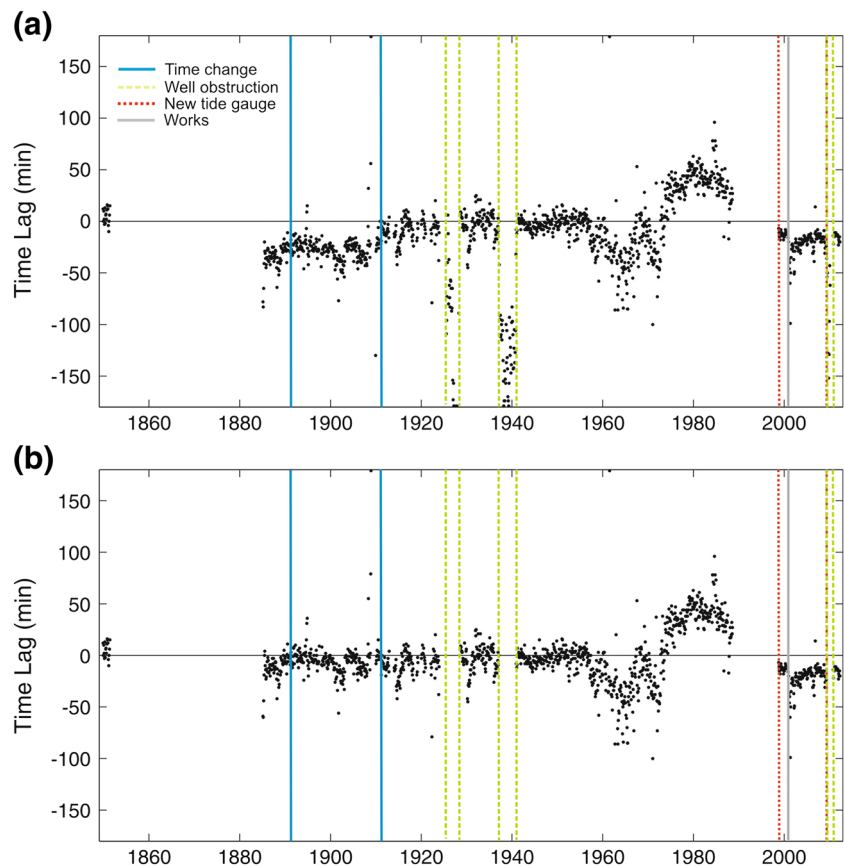 (a)
150
100
50
0
-50
-100
-150
Time Lag (min)
Time change
Well obstruction
New tide gauge
Works
1860 1880 1900 1920 1940 1960 1980 2000
(b)
150
100
50
0
-50
-100
-150
Time Lag (min)
1860 1880 1900 1920 1940 1960 1980 2000